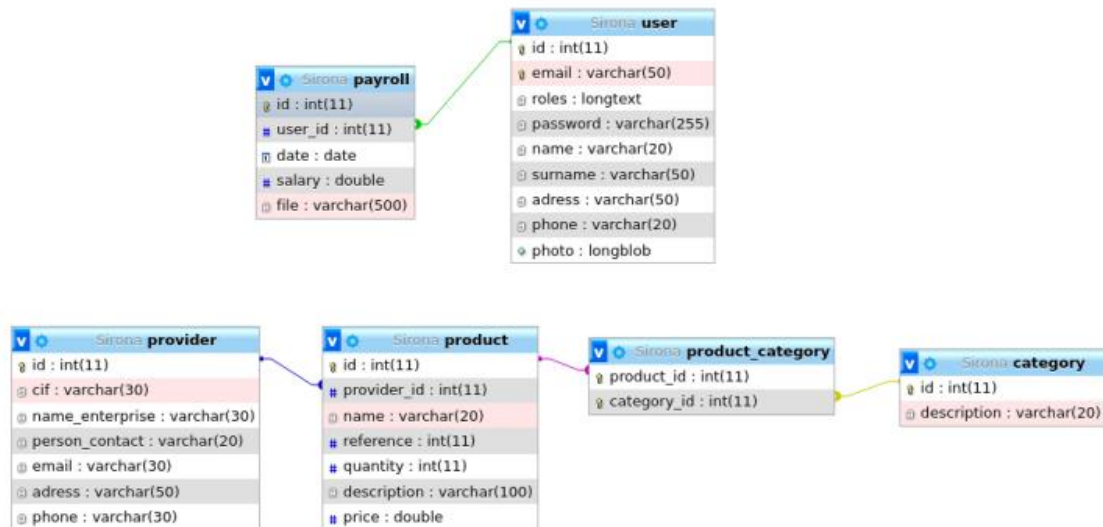 Sirona user
id : int(11)
email : varchar(50)
roles : longtext
password : varchar(255)
name : varchar(20)
surname : varchar(50)
adress : varchar(50)
phone : varchar(20)
photo : longblob
Sirona payroll
id : int(11)
user_id : int(11)
date : date
salary : double
file : varchar(500)
Sirona provider
id : int(11)
cif : varchar(30)
name_enterprise : varchar(30)
person_contact : varchar(20)
email : varchar(30)
adress : varchar(50)
phone : varchar(30)
Sirona product
id : int(11)
provider_id : int(11)
name : varchar(20)
reference : int(11)
quantity : int(11)
description : varchar(100)
price : double
Sirona product_category
product_id : int(11)
category_id : int(11)
Sirona category
id : int(11)
description : varchar(20)